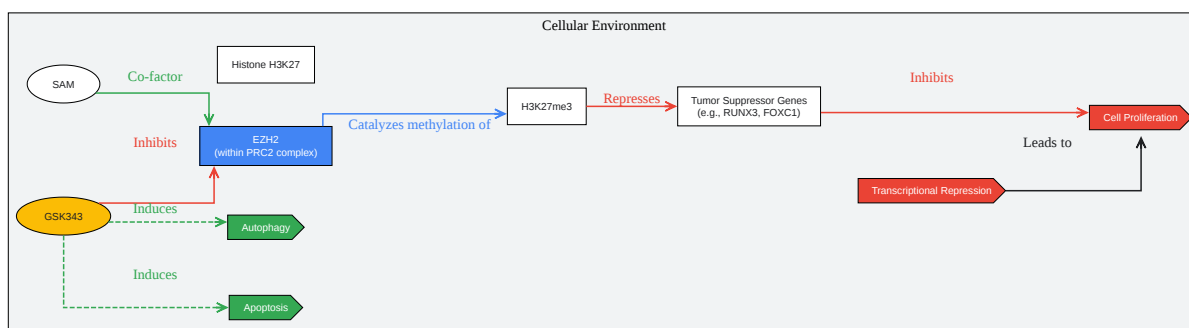 Cellular Environment
Histone H3K27
SAM
Co-factor
Inhibits
H3K27me3
Represses
Tumor Suppressor Genes
(e.g., RUNX3, FOXC1)
Cell Proliferation
Catalyzes methylation of
EZH2
(within PRC2 complex)
Inhibits
Leads to
Transcriptional Repression
GSK343
Induces
Autophagy
Induces
Apoptosis